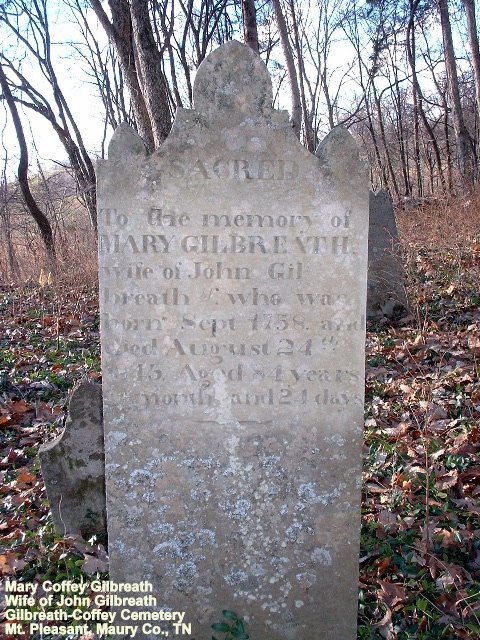 SACRED
To the memory of
MARY GILBREATH,
wife of John Gil
breath who was
born Sept 1758. and
died August 24th
Aged 84 years
month and 24 days
Mary Coffey Gilbreath
Wife of John Gilbreath
Gilbreath-Coffey Cemetery
Mt. Pleasant, Maury Co., TN